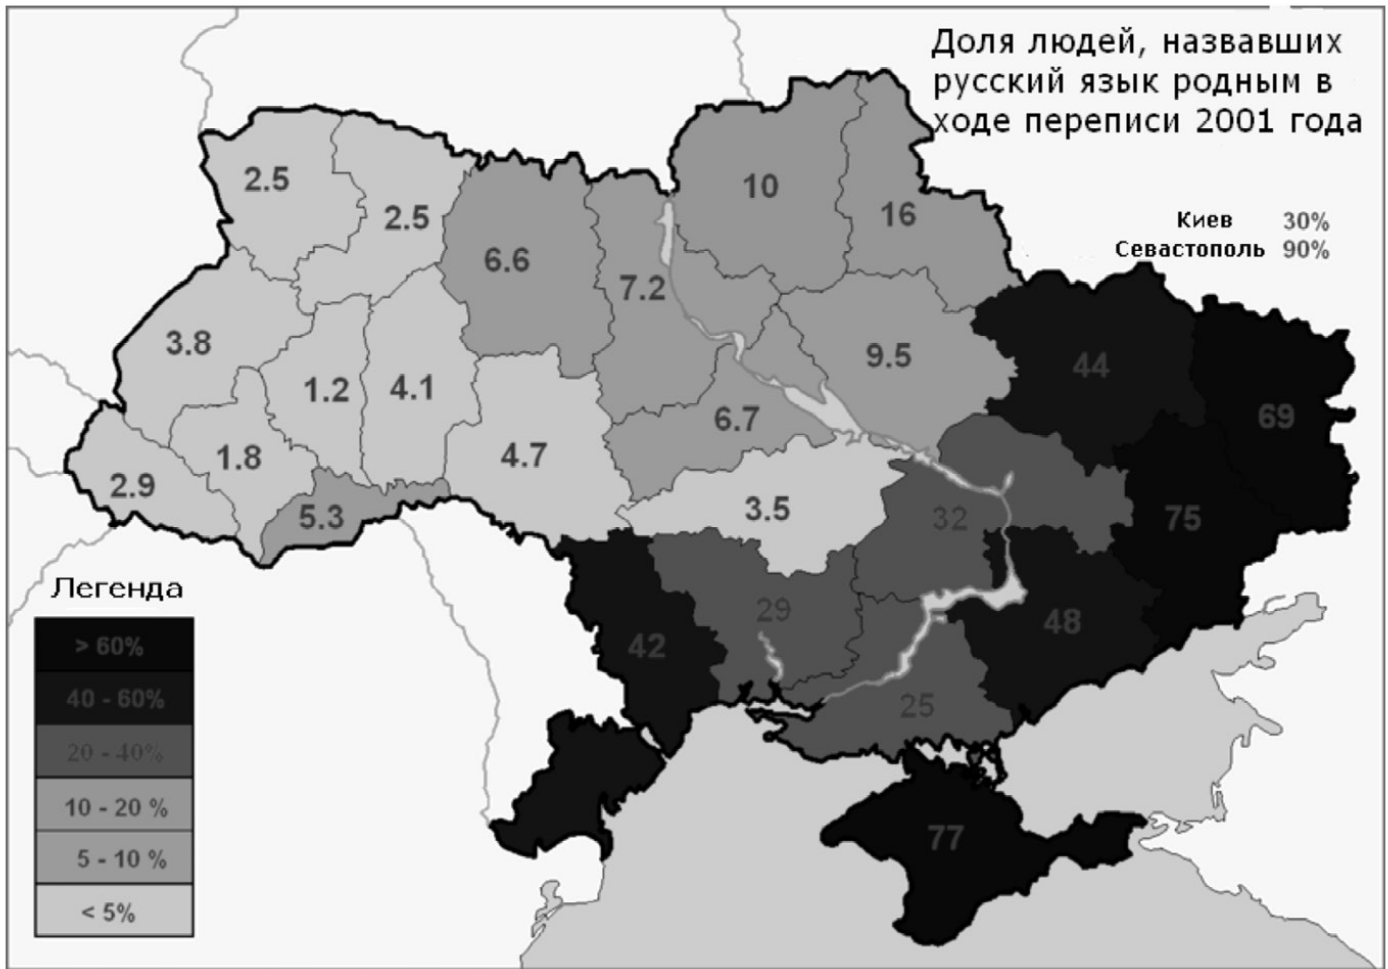 Доля людей, назвавших
русский язык родным в
ходе переписи 2001 года
Киев 30%
Севастополь 90%
2.5
2.5
6.6
7.2
10
16
3.8
1.2
4.1
9.5
44
69
2.9
1.8
4.7
6.7
5.3
3.5
32
75
42
29
48
25
77
Легенда
> 60%
40 - 60%
20 - 40%
10 - 20 %
5 - 10 %
< 5%